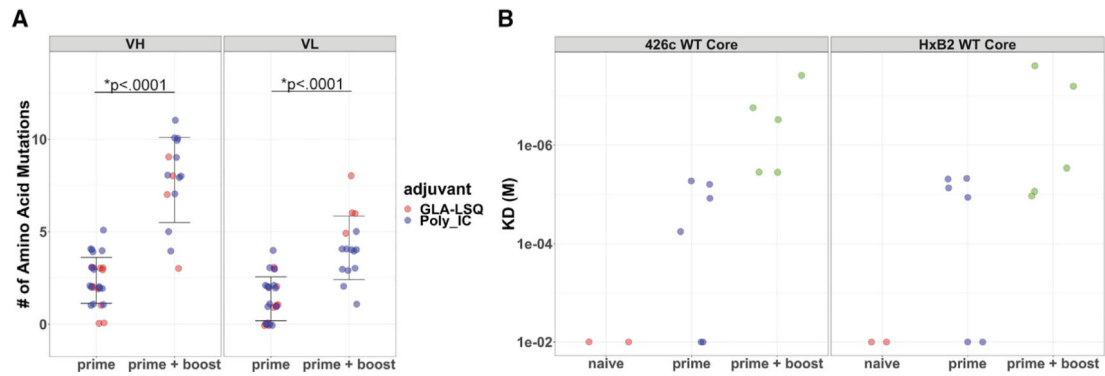 A
VH
VL
*p<.0001
*p<.0001
# of Amino Acid Mutations
10
5
0
prime
prime + boost
prime
prime + boost
adjuvant
GLA-LSQ
Poly_IC
B
426c WT Core
HxB2 WT Core
KD (M)
1e-06
1e-04
1e-02
naive
prime
prime + boost
naive
prime
prime + boost